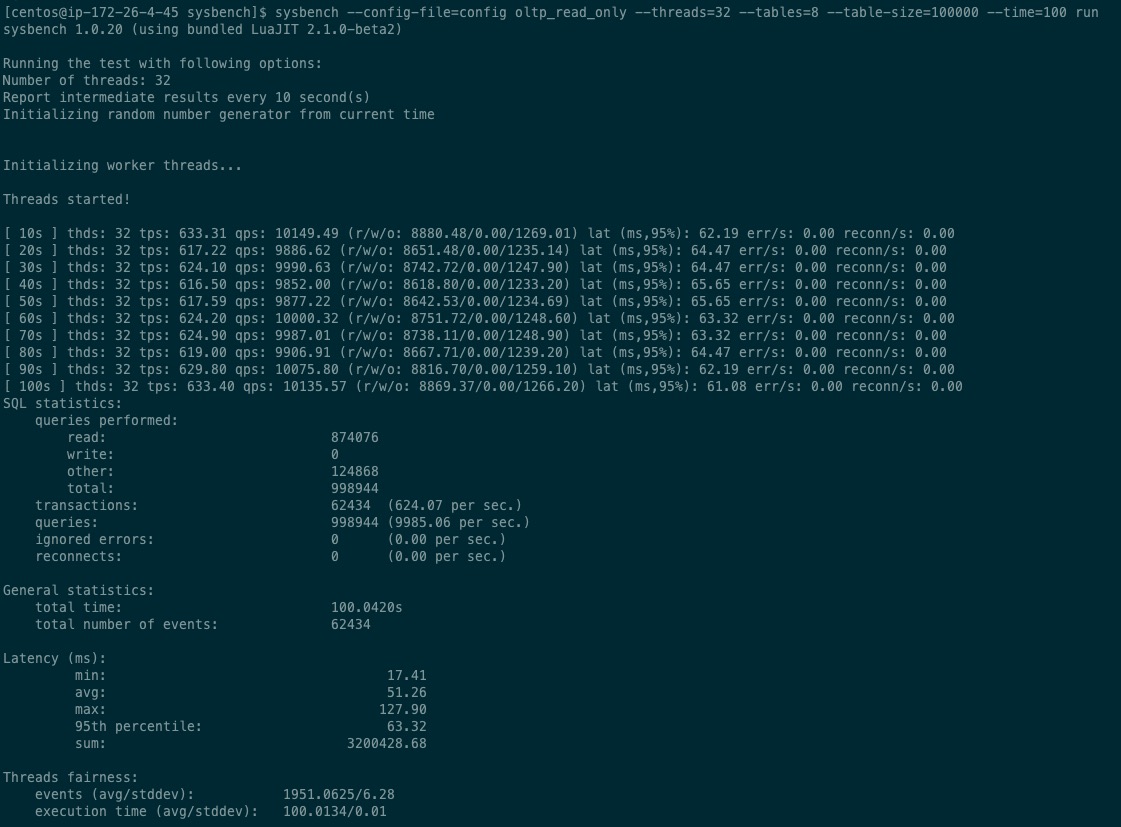 [centos@ip-172-26-4-45 sysbench]$ sysbench --config-file=config oltp_read_only --threads=32 --tables=8 --table-size=100000 --time=100 run
sysbench 1.0.20 (using bundled LuaJIT 2.1.0-beta2)

Running the test with following options:
Number of threads: 32
Report intermediate results every 10 second(s)
Initializing random number generator from current time


Initializing worker threads...

Threads started!

[ 10s ] thds: 32 tps: 633.31 qps: 10149.49 (r/w/o: 8880.48/0.00/1269.01) lat (ms,95%): 62.19 err/s: 0.00 reconn/s: 0.00
[ 20s ] thds: 32 tps: 617.22 qps: 9886.62 (r/w/o: 8651.48/0.00/1235.14) lat (ms,95%): 64.47 err/s: 0.00 reconn/s: 0.00
[ 30s ] thds: 32 tps: 624.10 qps: 9990.63 (r/w/o: 8742.72/0.00/1247.90) lat (ms,95%): 64.47 err/s: 0.00 reconn/s: 0.00
[ 40s ] thds: 32 tps: 616.50 qps: 9852.00 (r/w/o: 8618.80/0.00/1233.20) lat (ms,95%): 65.65 err/s: 0.00 reconn/s: 0.00
[ 50s ] thds: 32 tps: 617.59 qps: 9877.22 (r/w/o: 8642.53/0.00/1234.69) lat (ms,95%): 65.65 err/s: 0.00 reconn/s: 0.00
[ 60s ] thds: 32 tps: 624.20 qps: 10000.32 (r/w/o: 8751.72/0.00/1248.60) lat (ms,95%): 63.32 err/s: 0.00 reconn/s: 0.00
[ 70s ] thds: 32 tps: 624.90 qps: 9987.01 (r/w/o: 8738.11/0.00/1248.90) lat (ms,95%): 63.32 err/s: 0.00 reconn/s: 0.00
[ 80s ] thds: 32 tps: 619.00 qps: 9906.91 (r/w/o: 8667.71/0.00/1239.20) lat (ms,95%): 64.47 err/s: 0.00 reconn/s: 0.00
[ 90s ] thds: 32 tps: 629.80 qps: 10075.80 (r/w/o: 8816.70/0.00/1259.10) lat (ms,95%): 62.19 err/s: 0.00 reconn/s: 0.00
[ 100s ] thds: 32 tps: 633.40 qps: 10135.57 (r/w/o: 8869.37/0.00/1266.20) lat (ms,95%): 61.08 err/s: 0.00 reconn/s: 0.00
SQL statistics:
    queries performed:
        read:                            874076
        write:                           0
        other:                           124868
        total:                           998944
    transactions:                        62434  (624.07 per sec.)
    queries:                             998944 (9985.06 per sec.)
    ignored errors:                      0      (0.00 per sec.)
    reconnects:                          0      (0.00 per sec.)

General statistics:
    total time:                          100.0420s
    total number of events:              62434

Latency (ms):
         min:                                   17.41
         avg:                                   51.26
         max:                                  127.90
         95th percentile:                       63.32
         sum:                              3200428.68

Threads fairness:
    events (avg/stddev):           1951.0625/6.28
    execution time (avg/stddev):   100.0134/0.01